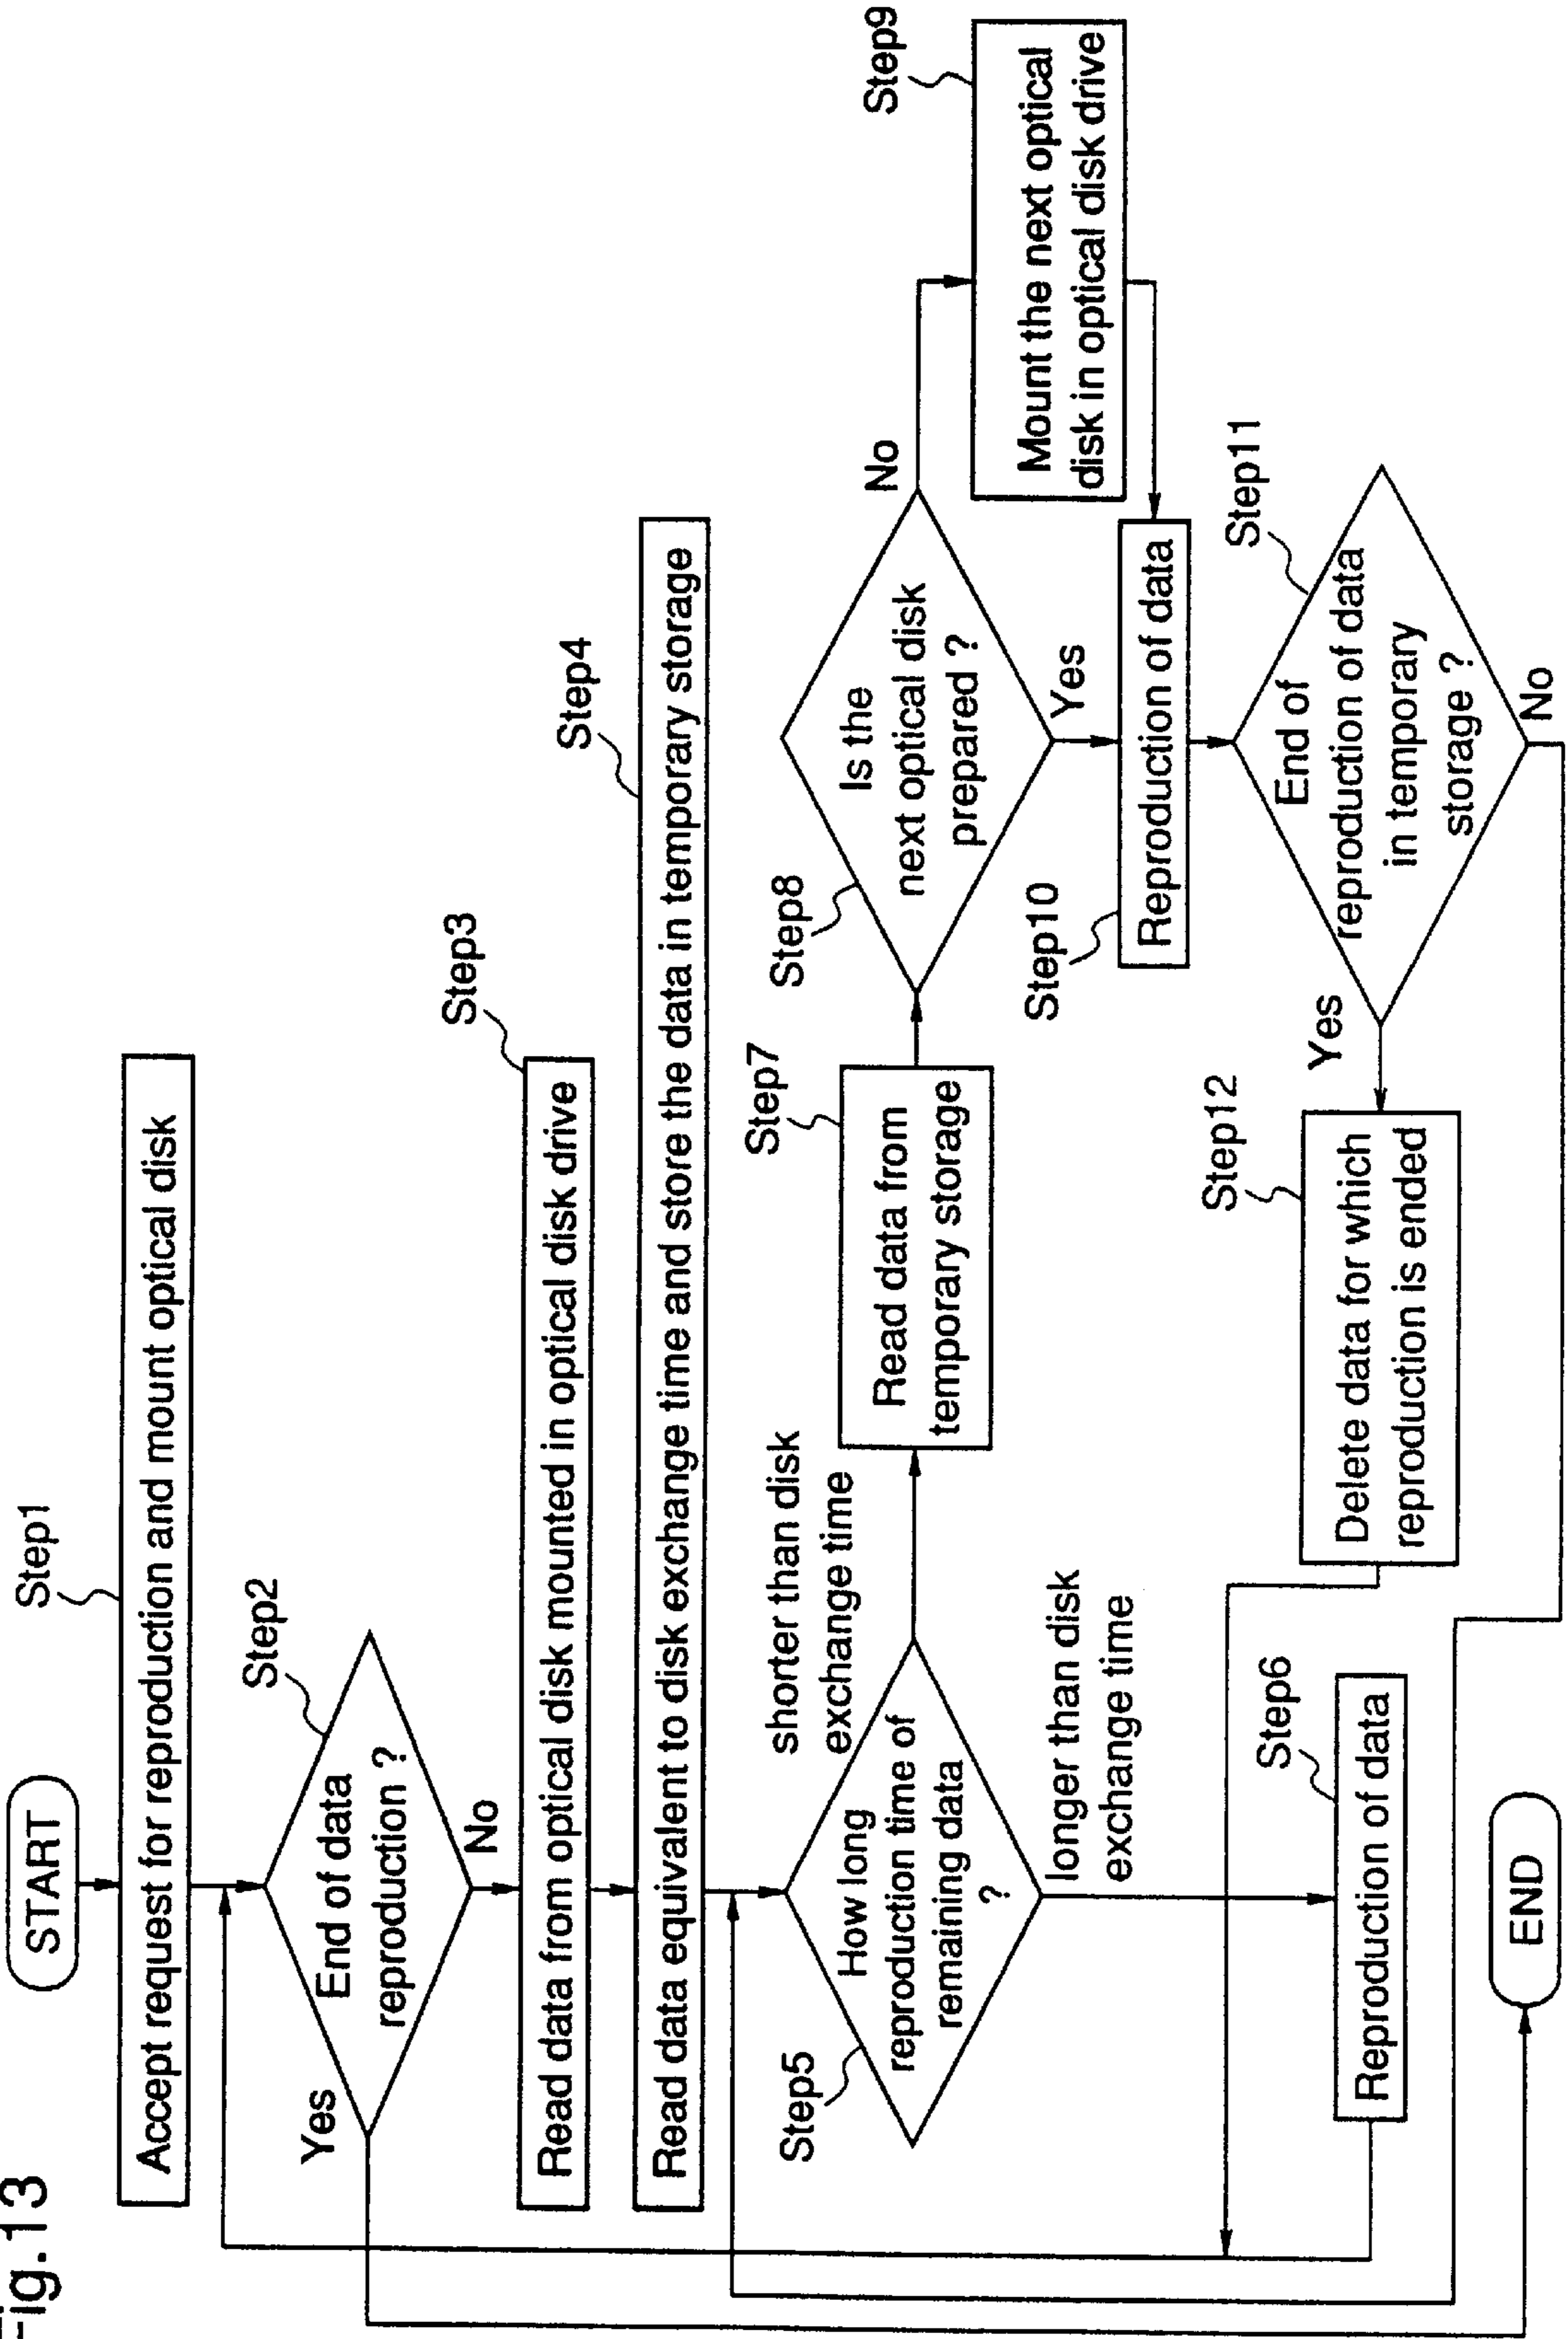 Fig.13
START
Step1
Accept request for reproduction and mount optical disk
Step2
End of data
reproduction ?
Yes
No
Step3
Read data from optical disk mounted in optical disk drive
Step4
Read data equivalent to disk exchange time and store the data in temporary storage
Step5
How long
reproduction time of
remaining data
?
shorter than disk
exchange time
longer than disk
exchange time
Step6
Reproduction of data
END
Step7
Read data from
temporary storage
Step8
Is the
next optical disk
prepared ?
No
Yes
Step9
Mount the next optical
disk in optical disk drive
Step10
Reproduction of data
Step11
End of
reproduction of data
in temporary
storage ?
Yes
No
Step12
Delete data for which
reproduction is ended